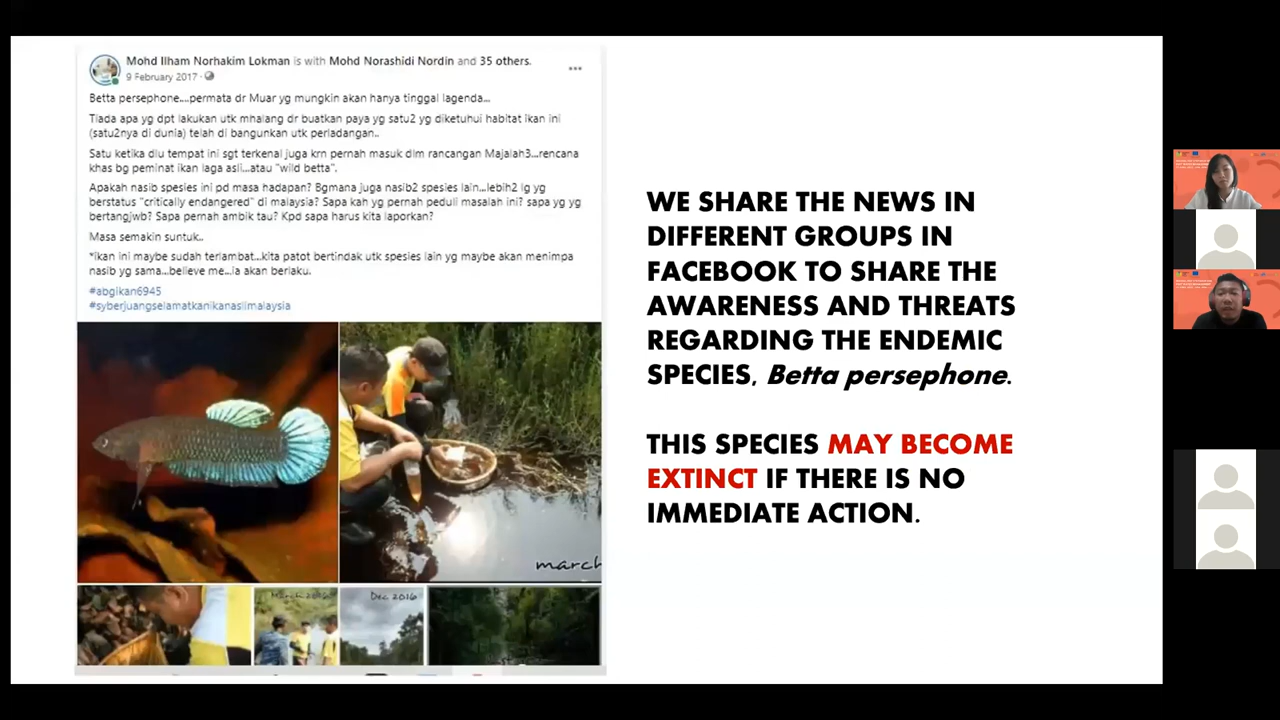 Mohd Ilham Norhakim Lokman is with Mohd Norashidi Nordin and 35 others.
9 February 2017
Betta persephone....permata dr Muar yg mungkin akan hanya tinggal lagenda...
Tiada apa yg dpt lakukan utk mhalang dr buatkan paya yg satu2 yg diketuhui habitat ikan ini
(satu2nya di dunia) telah di bangunkan utk perladangan..
Satu ketika dlu tempat ini sgt terkenal juga krn pernah masuk dlm rancangan Majalah3...rencana
khas bg peminat ikan laga asli...atau "wild betta".
Apakah nasib spesies ini pd masa hadapan? Bgmana juga nasib2 spesies lain...lebih2 lg yg
berstatus "critically endangered" di malaysia? Sapa kah yg pernah peduli masalah ini? sapa yg yg
bertangjwb? Sapa pernah ambik tau? Kpd sapa harus kita laporkan?
Masa semakin suntuk..
*ikan ini maybe sudah terlambat...kita patot bertindak utk spesies lain yg maybe akan menimpa
nasib yg sama...believe me...ia akan berlaku.
#abgikan6945
#syberjuangselamatkanikanaslimalaysia
march
March 2016
Dec 2016
WE SHARE THE NEWS IN
DIFFERENT GROUPS IN
FACEBOOK TO SHARE THE
AWARENESS AND THREATS
REGARDING THE ENDEMIC
SPECIES, Betta persephone.
THIS SPECIES MAY BECOME
EXTINCT IF THERE IS NO
IMMEDIATE ACTION.